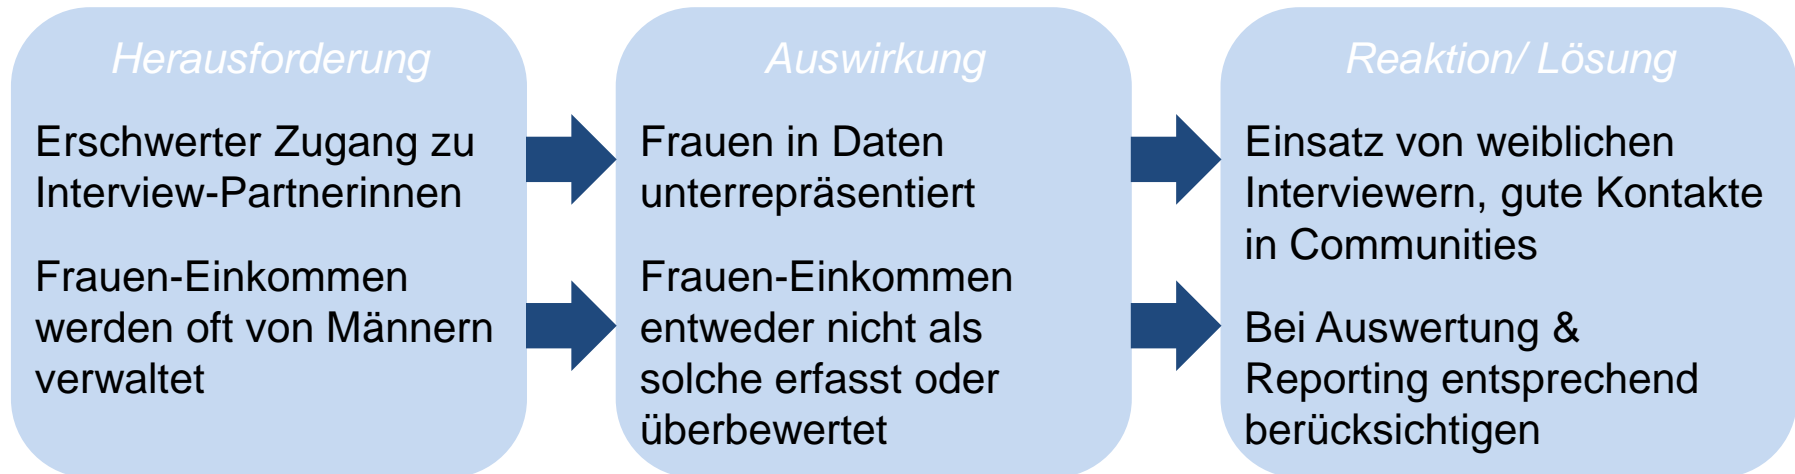 Herausforderung
Erschwerter Zugang zu
Interview-Partnerinnen
Frauen-Einkommen
werden oft von Männern
verwaltet
Auswirkung
Frauen in Daten
unterrepräsentiert
Frauen-Einkommen
entweder nicht als
solche erfasst oder
überbewertet
Reaktion/ Lösung
Einsatz von weiblichen
Interviewern, gute Kontakte
in Communities
Bei Auswertung &
Reporting entsprechend
berücksichtigen